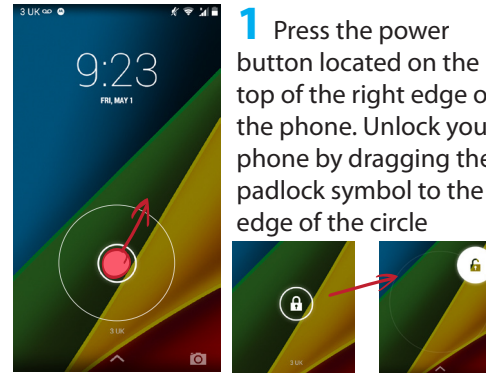 3 UK
9:23
FRI, MAY 1
3 UK
1 Press the power
button located on the
top of the right edge o
the phone. Unlock you
phone by dragging the
padlock symbol to the
edge of the circle
3 UK